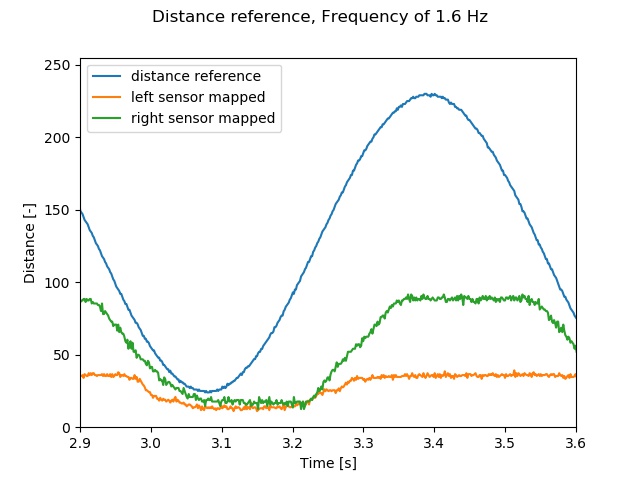 Distance reference, Frequency of 1.6 Hz
distance reference
left sensor mapped
right sensor mapped
250
200
150
100
50
0
Distance [-]
2.9 3.0 3.1 3.2 3.3 3.4 3.5 3.6
Time [s]